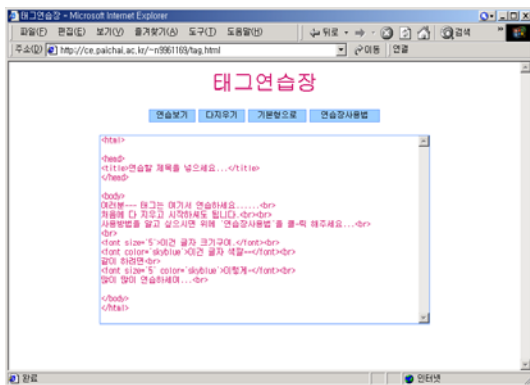 태그연습장 - Microsoft Internet Explorer
파일(F) 편집(E) 보기(V) 즐겨찾기(A) 도구(T) 도움말(H) 뒤로 검색
주소(D) http://ce.paichai.ac.kr/~n9961169/tag.html 이동 연결
태그연습장
연습보기 다지우기 기본형으로 연습장사용법
<html>
<head>
<title>연습할 제목을 넣으세요...</title>
</head>
<body>
여러분--- 태그는 여기서 연습하세요......<br>
처음에 다 지우고 시작하셔도 됩니다.<br><br>
사용방법을 알고 싶으시면 위에 "연습장사용법"을 클-릭 해주세요...<br>
<br>
<font size="5">이건 글자 크기구여.</font><br>
<font color="skyblue">이건 글자 색깔--</font><br>
같이 하려면<br>
<font size="5" color="skyblue">이렇게-</font><br>
많이 많이 연습하세여...<br>
</body>
</html>
완료 인터넷